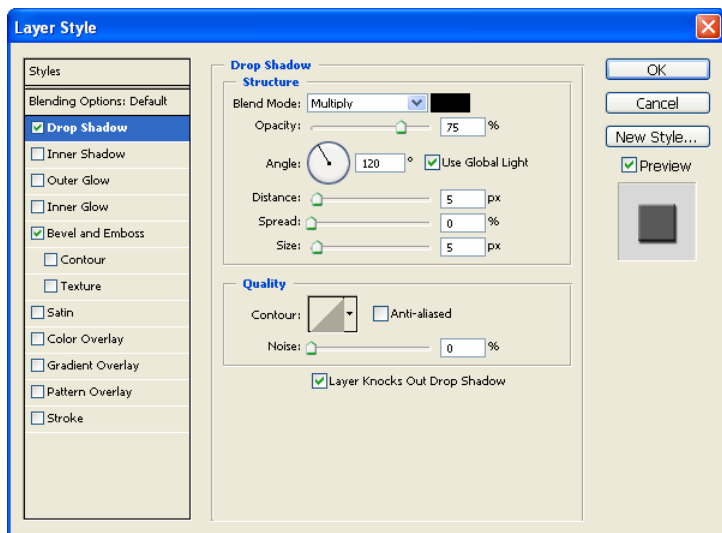 Layer Style
Styles
Blending Options: Default
Drop Shadow
Inner Shadow
Outer Glow
Inner Glow
Bevel and Emboss
Contour
Texture
Satin
Color Overlay
Gradient Overlay
Pattern Overlay
Stroke
Drop Shadow
Structure
Blend Mode: Multiply
Opacity: 75 %
Angle: 120 ° Use Global Light
Distance: 5 px
Spread: 0 %
Size: 5 px
Quality
Contour: Anti-aliased
Noise: 0 %
Layer Knocks Out Drop Shadow
OK
Cancel
New Style...
Preview